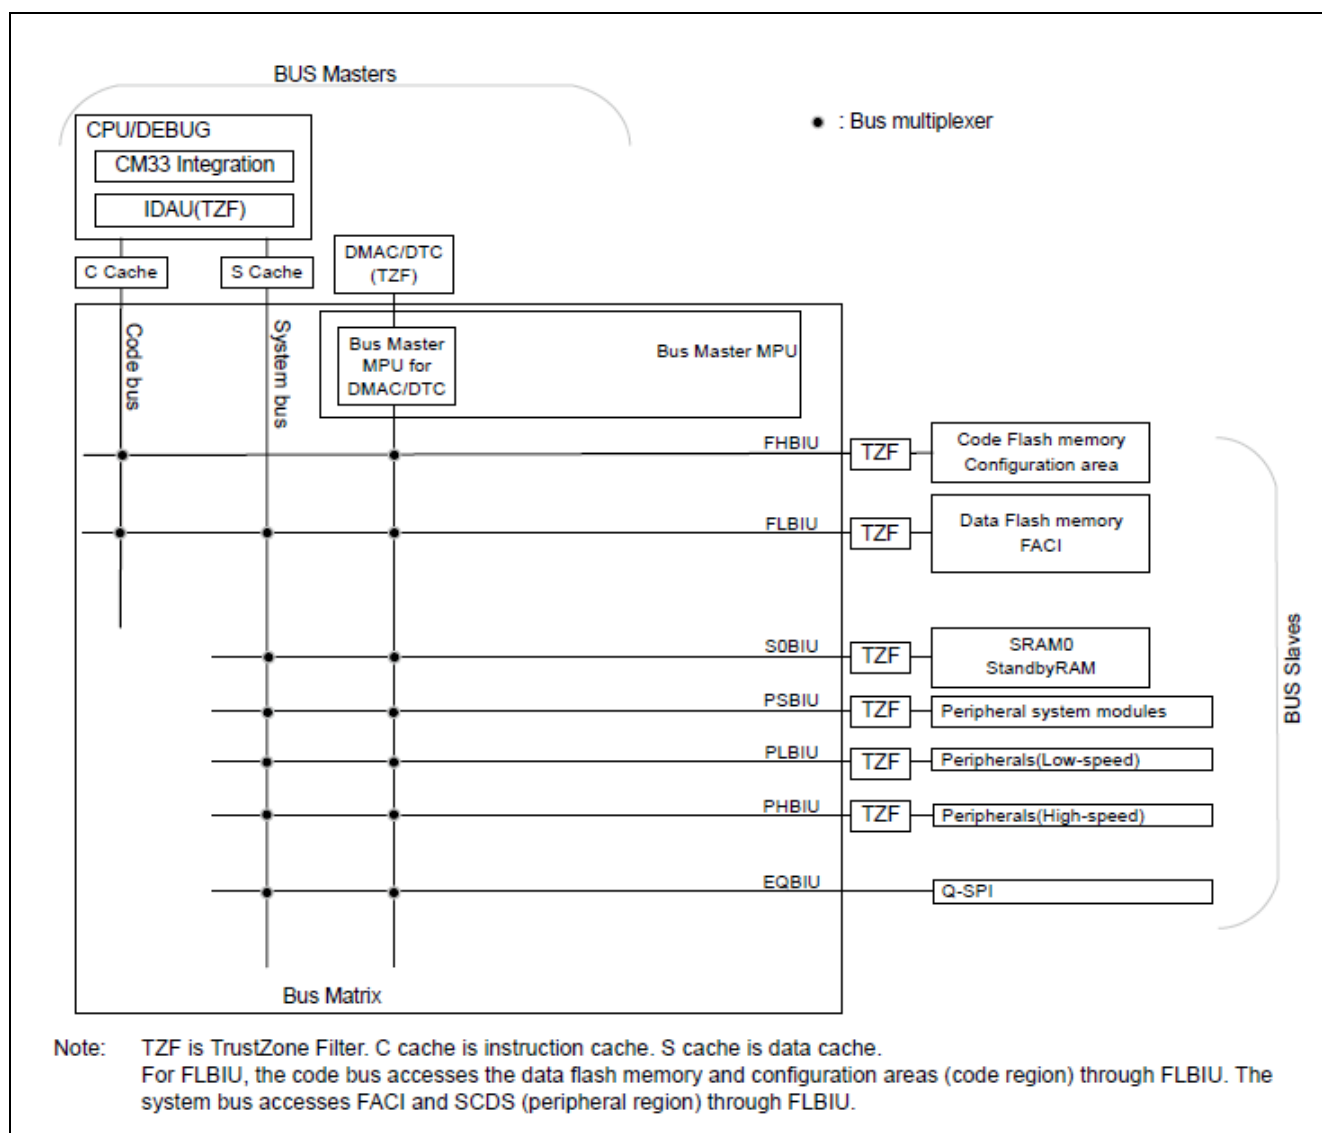 BUS Masters
CPU/DEBUG
CM33 Integration
IDAU(TZF)
● : Bus multiplexer
C Cache
S Cache
DMAC/DTC
(TZF)
Code bus
System bus
Bus Master
MPU for
DMAC/DTC
Bus Master MPU
FHBIU
TZF
Code Flash memory
Configuration area
FLBIU
TZF
Data Flash memory
FACI
S0BIU
TZF
SRAM0
StandbyRAM
PSBIU
TZF
Peripheral system modules
PLBIU
TZF
Peripherals(Low-speed)
PHBIU
TZF
Peripherals(High-speed)
EQBIU
Q-SPI
BUS Slaves
Bus Matrix
Note: TZF is TrustZone Filter. C cache is instruction cache. S cache is data cache.
For FLBIU, the code bus accesses the data flash memory and configuration areas (code region) through FLBIU. The
system bus accesses FACI and SCDS (peripheral region) through FLBIU.